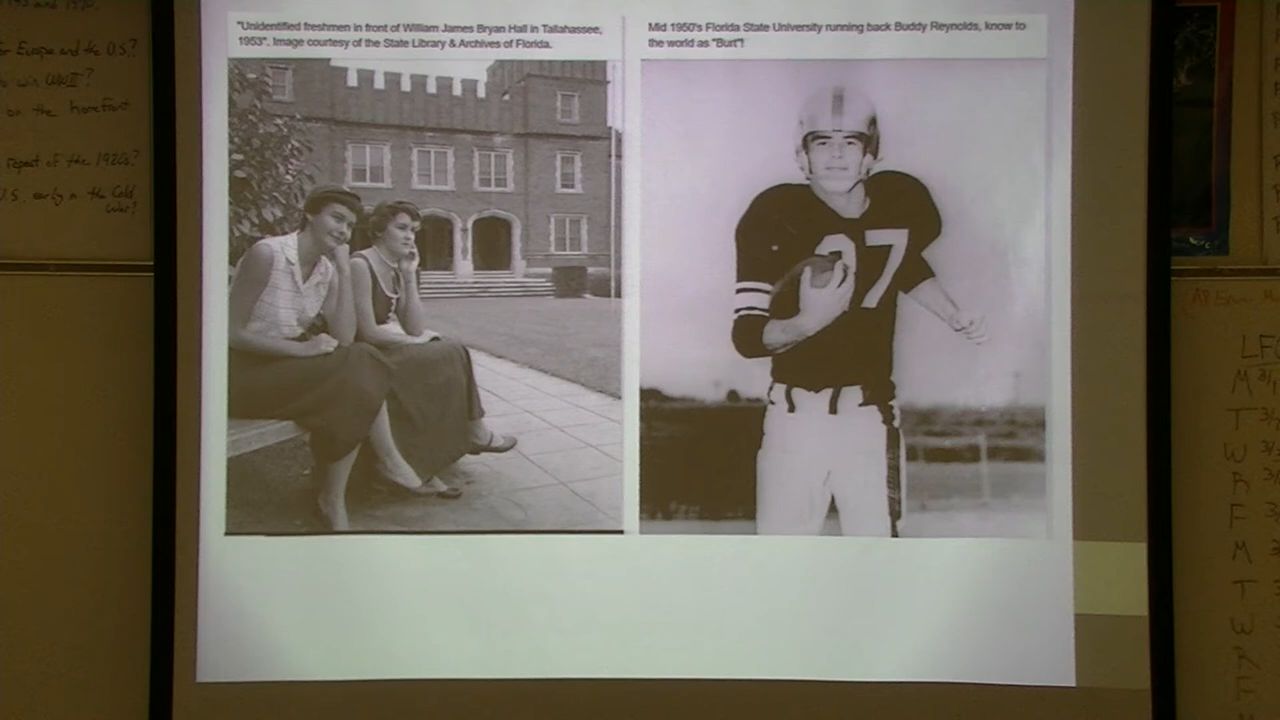 "Unidentified freshmen in front of William James Bryan Hall in Tallahassee,
1953". Image courtesy of the State Library & Archives of Florida.
Mid 1950's Florida State University running back Buddy Reynolds, know to
the world as "Burt"!
37
Europe and the U.S.?
to win WWII?
on the homefront
repeat of the 1920s?
U.S. early in the Cold
War?
M
T
W
R
F
M
T
W
R
F